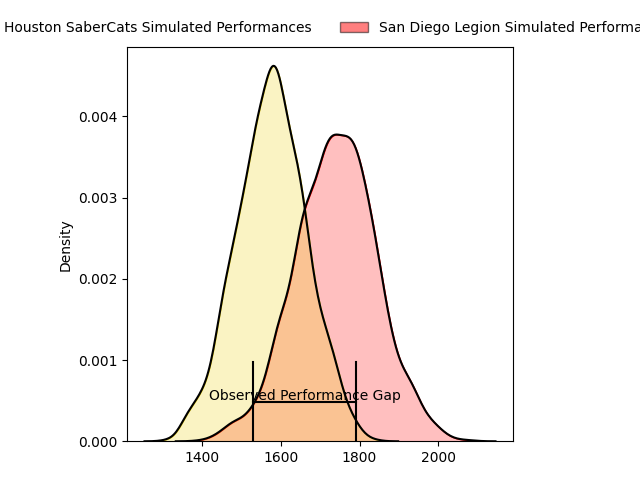 Houston SaberCats Simulated Performances
San Diego Legion Simulated Performa
Density
0.004
0.003
0.002
0.001
0.000
Observed Performance Gap
1400 1600 1800 2000